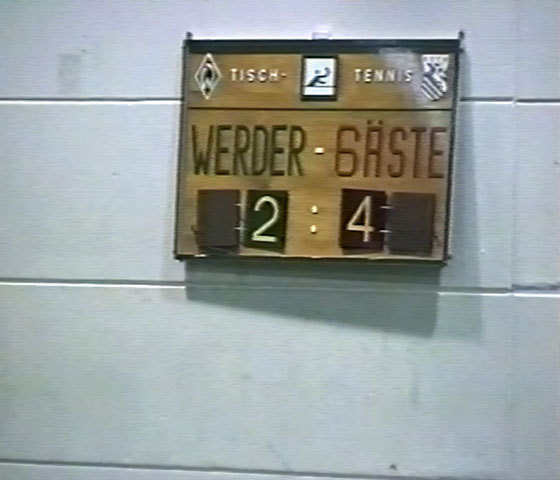 TISCH- TENNIS
WERDER - GÄSTE
2 : 4